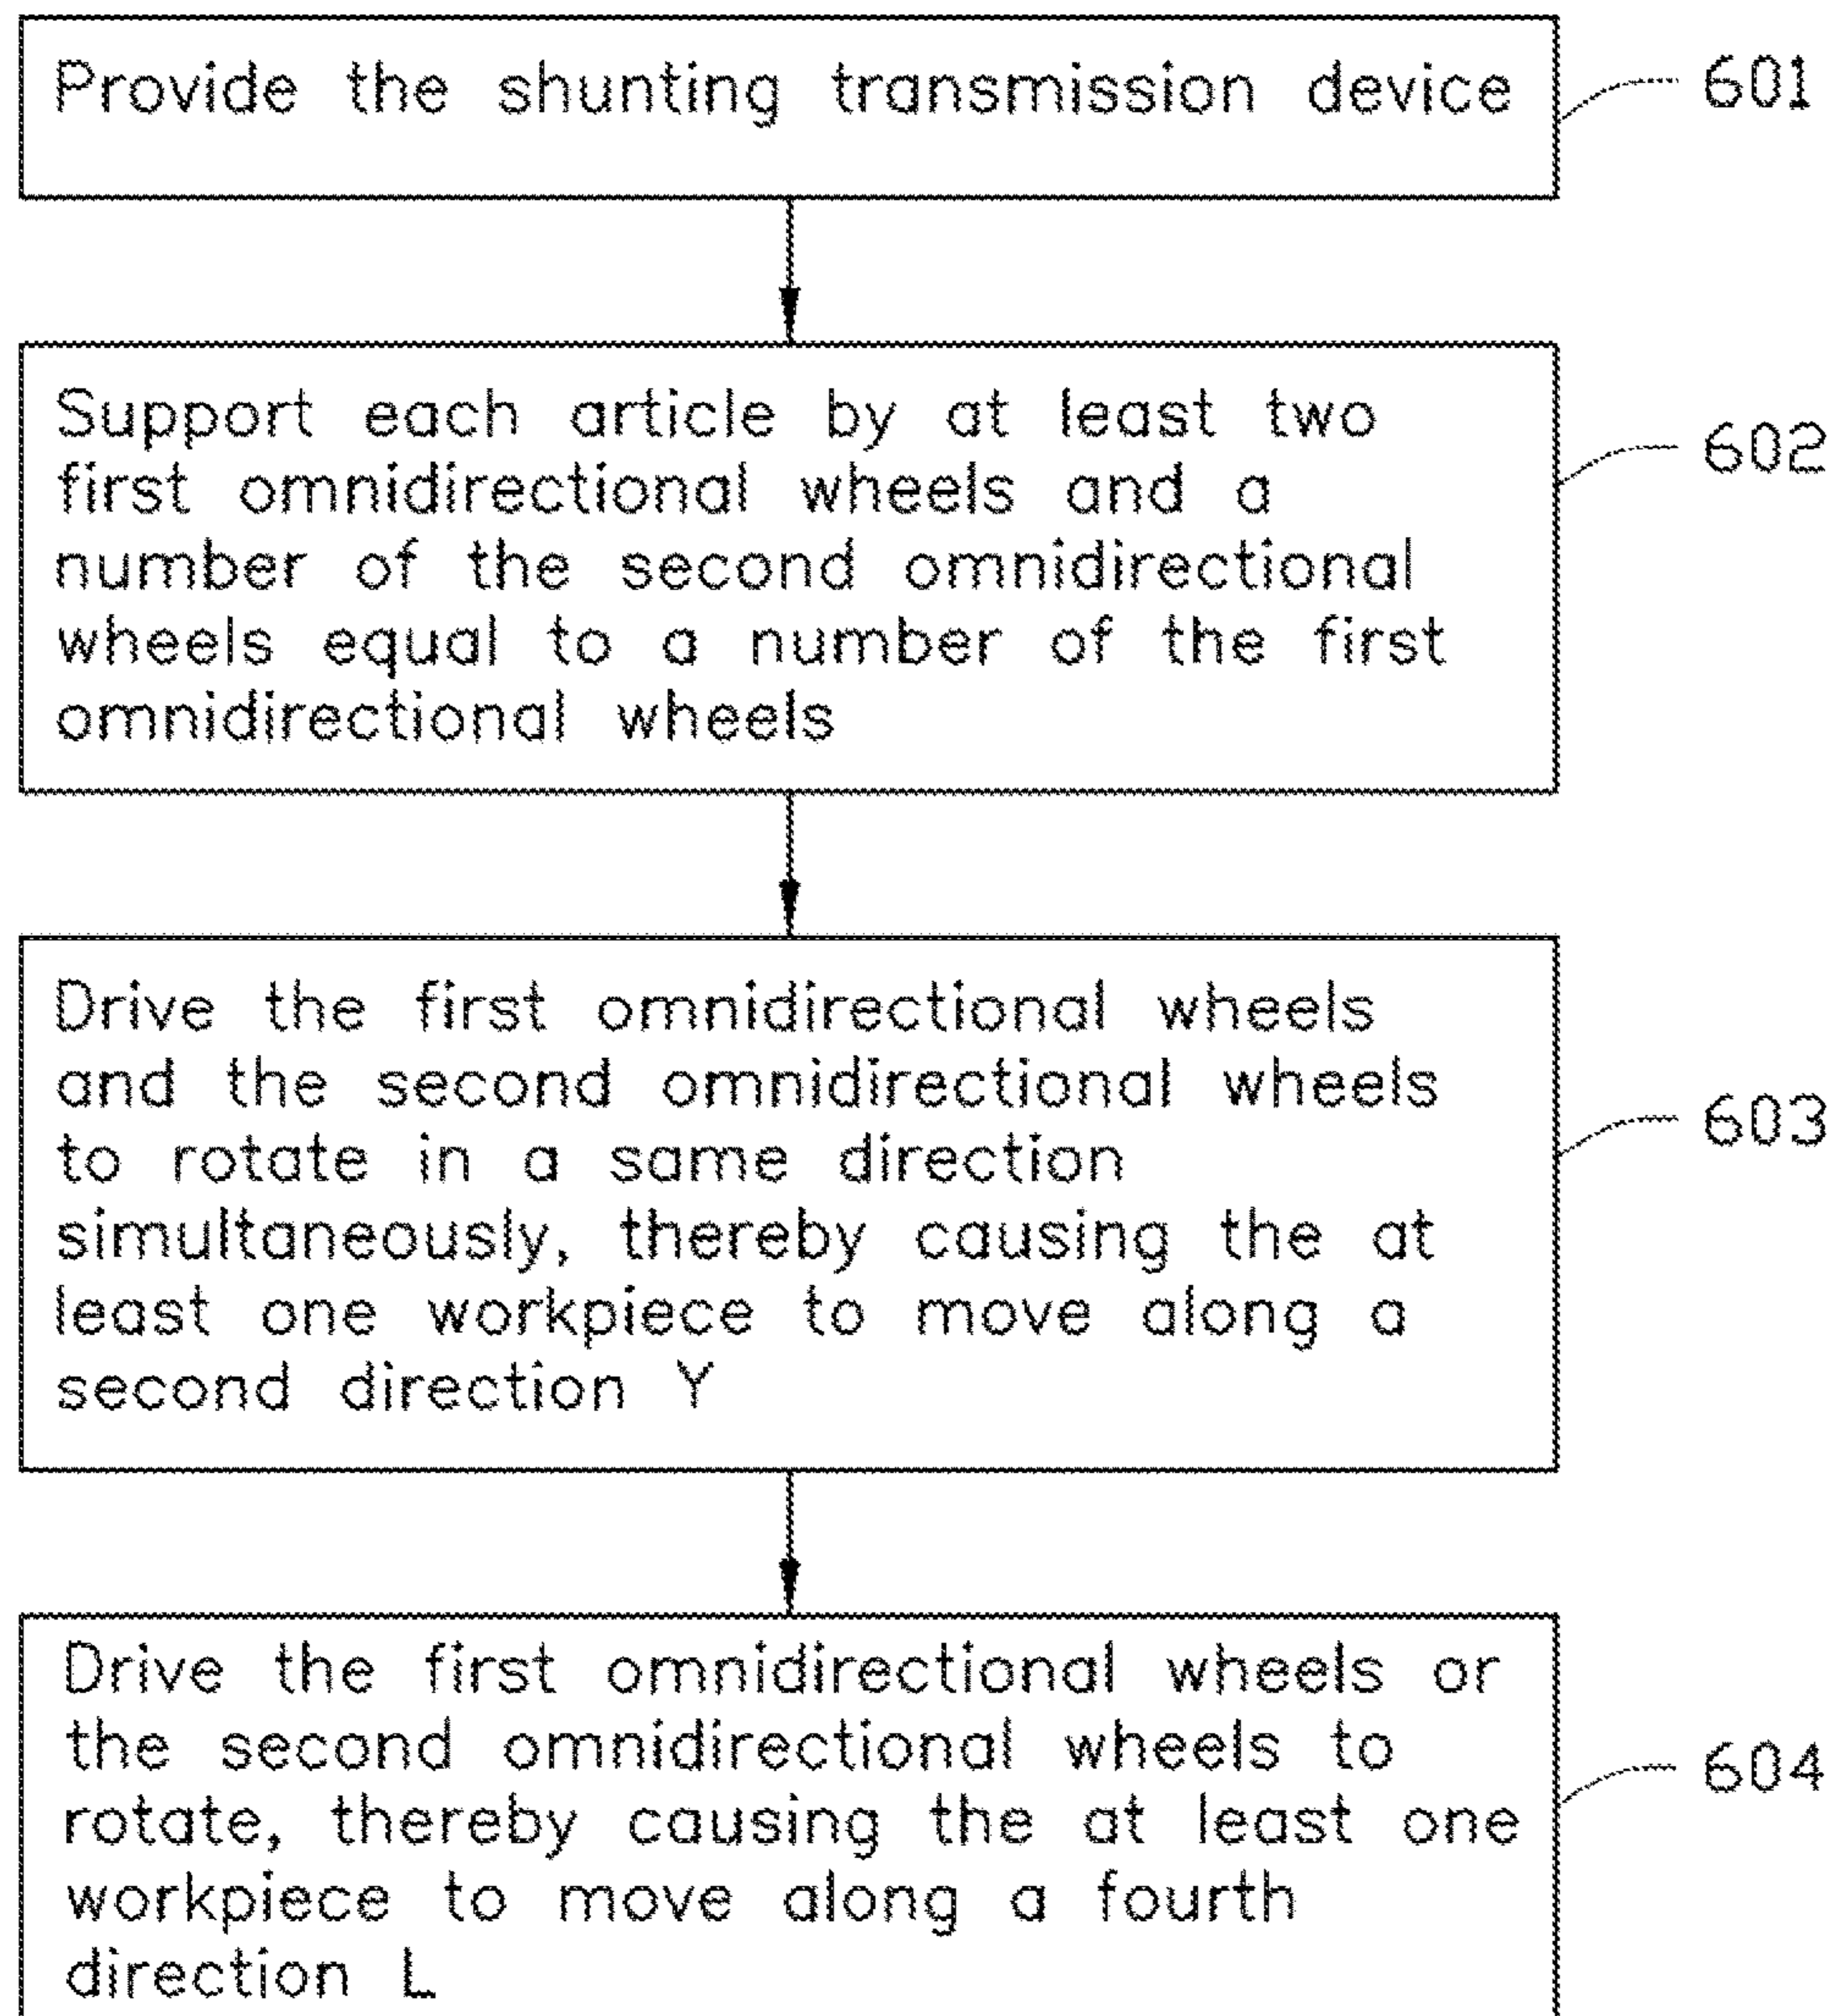 Provide the shunting transmission device
601
Support each article by at least two
first omnidirectional wheels and a
number of the second omnidirectional
wheels equal to a number of the first
omnidirectional wheels
602
Drive the first omnidirectional wheels
and the second omnidirectional wheels
to rotate in a same direction
simultaneously, thereby causing the at
least one workpiece to move along a
second direction Y
603
Drive the first omnidirectional wheels or
the second omnidirectional wheels to
rotate, thereby causing the at least one
workpiece to move along a fourth
direction L
604